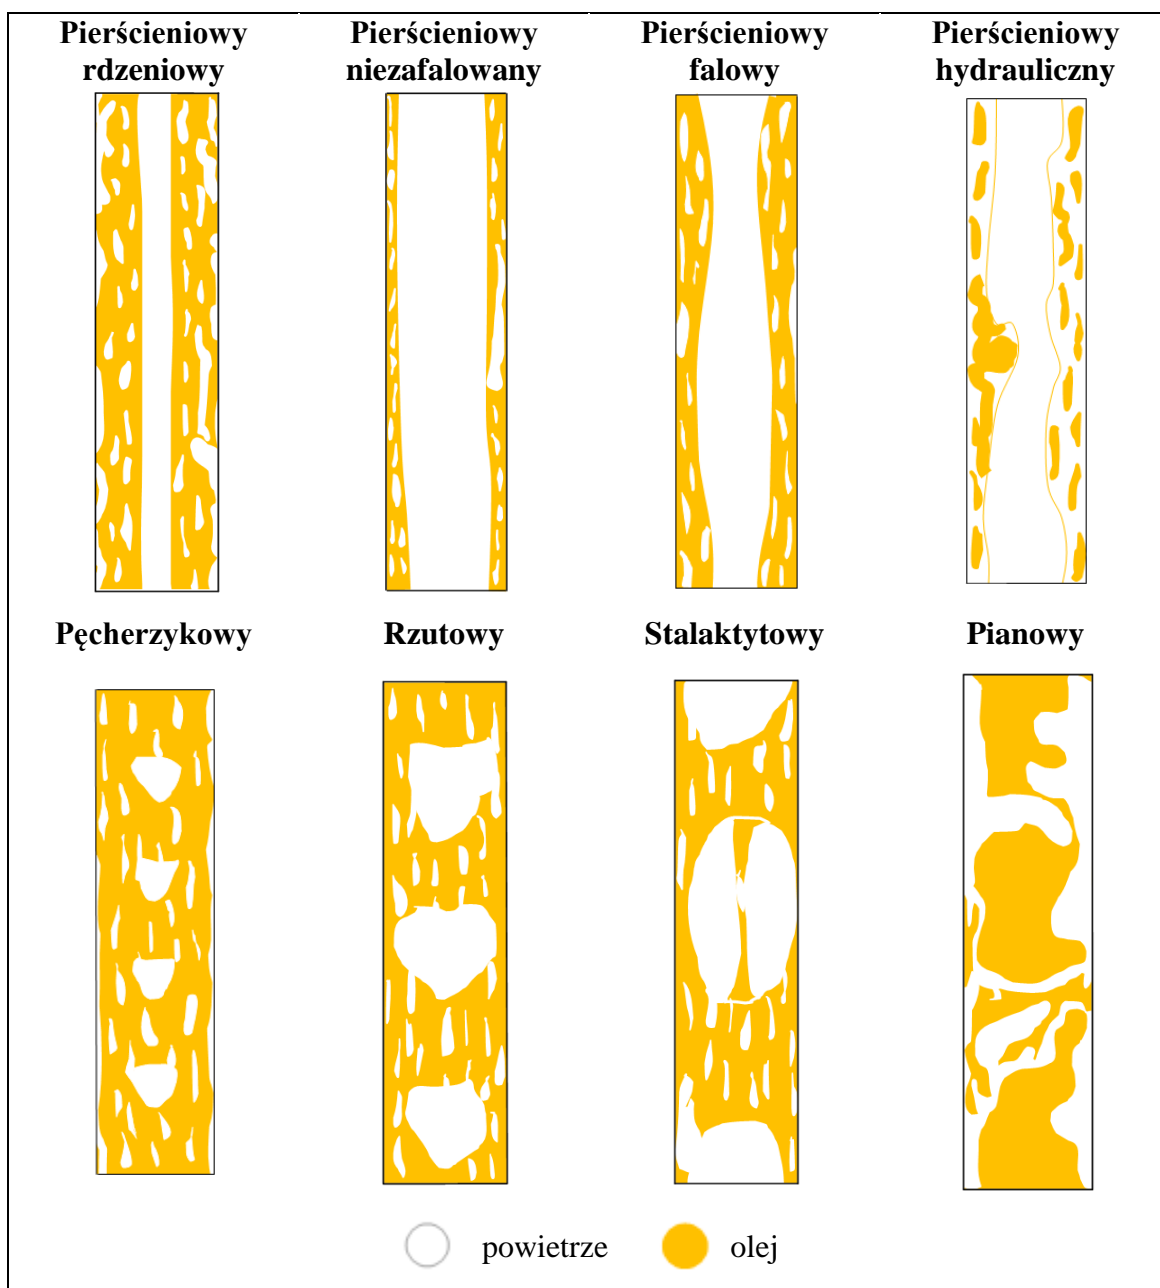 Pierścieniowy
rdzeniowy
Pierścieniowy
niezafalowany
Pierścieniowy
falowy
Pierścieniowy
hydrauliczny
Pęcherzykowy
Rzutowy
Stalaktytowy
Pianowy
powietrze
olej